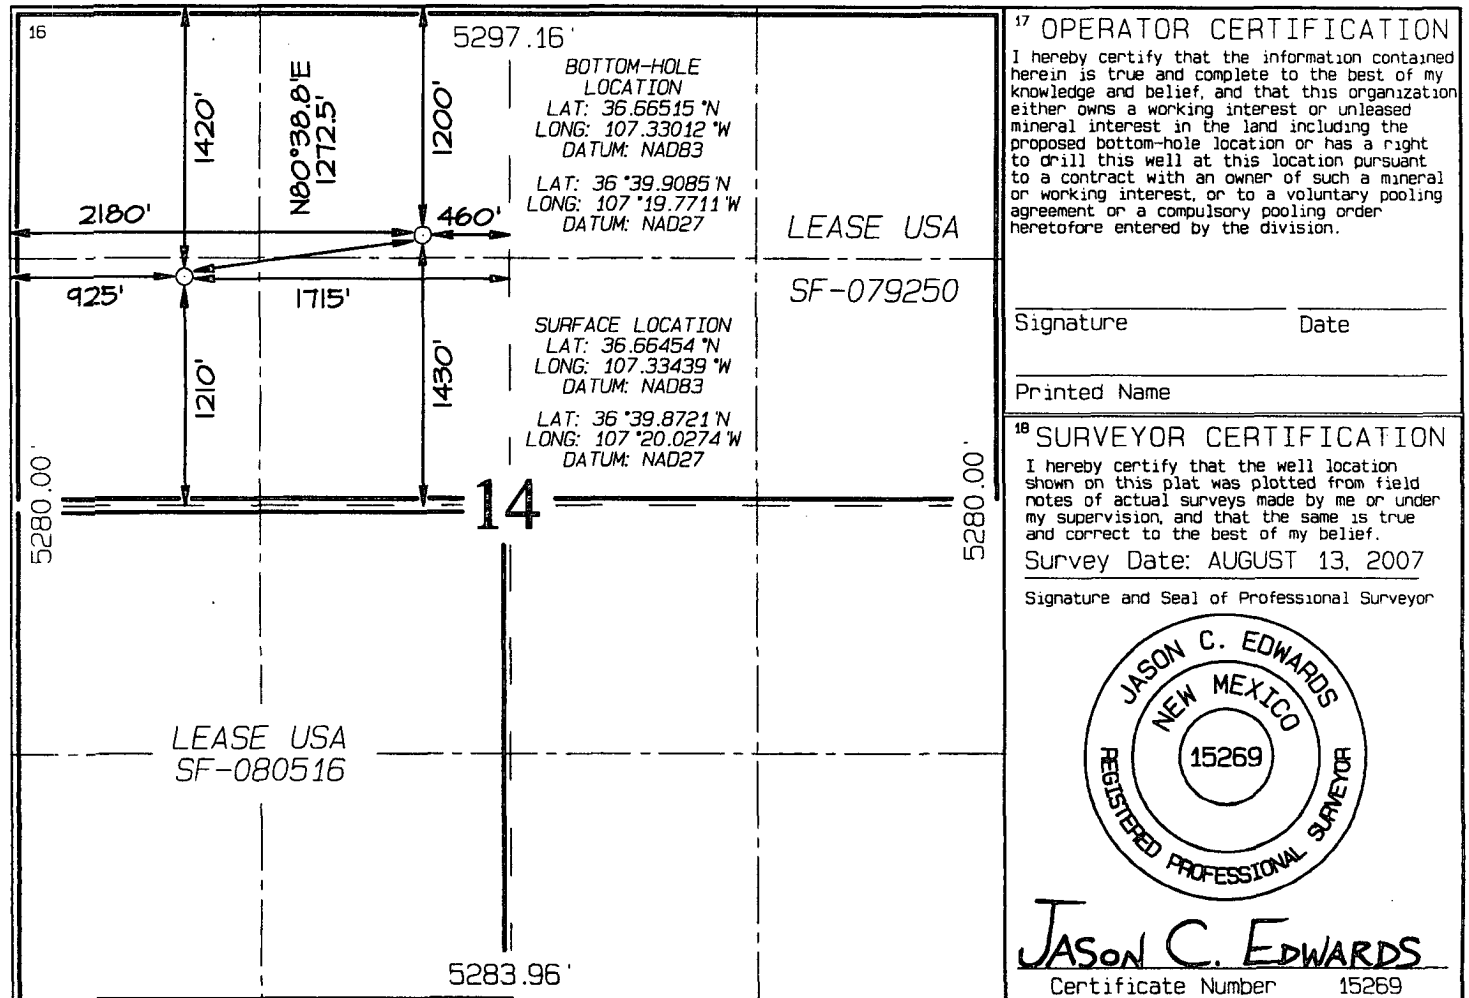 16
5297.16'
1420'
N80°38.8'E
1272.5'
1200'
BOTTOM-HOLE
LOCATION
LAT: 36.66515 °N
LONG: 107.33012 °W
DATUM: NAD83
LAT: 36 °39.9085 'N
LONG: 107 °19.7711 'W
DATUM: NAD27
2180'
460'
LEASE USA
SF-079250
925'
1715'
SURFACE LOCATION
LAT: 36.66454 °N
LONG: 107.33439 °W
DATUM: NAD83
LAT: 36 °39.8721 'N
LONG: 107 °20.0274 'W
DATUM: NAD27
1210'
1430'
5280.00'
14
5280.00'
LEASE USA
SF-080516
5283.96'
17 OPERATOR CERTIFICATION
I hereby certify that the information contained
herein is true and complete to the best of my
knowledge and belief, and that this organization
either owns a working interest or unleased
mineral interest in the land including the
proposed bottom-hole location or has a right
to drill this well at this location pursuant
to a contract with an owner of such a mineral
or working interest, or to a voluntary pooling
agreement or a compulsory pooling order
heretofore entered by the division.
Signature Date
Printed Name
18 SURVEYOR CERTIFICATION
I hereby certify that the well location
shown on this plat was plotted from field
notes of actual surveys made by me or under
my supervision, and that the same is true
and correct to the best of my belief.
Survey Date: AUGUST 13, 2007
Signature and Seal of Professional Surveyor
JASON C. EDWARDS
NEW MEXICO
15269
REGISTERED PROFESSIONAL SURVEYOR
JASON C. EDWARDS
Certificate Number 15269